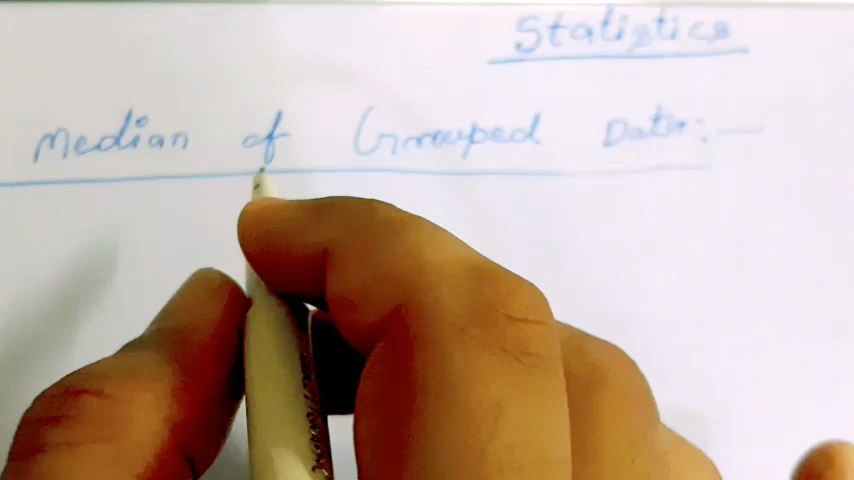 Statistics
Median of Grouped Data:—